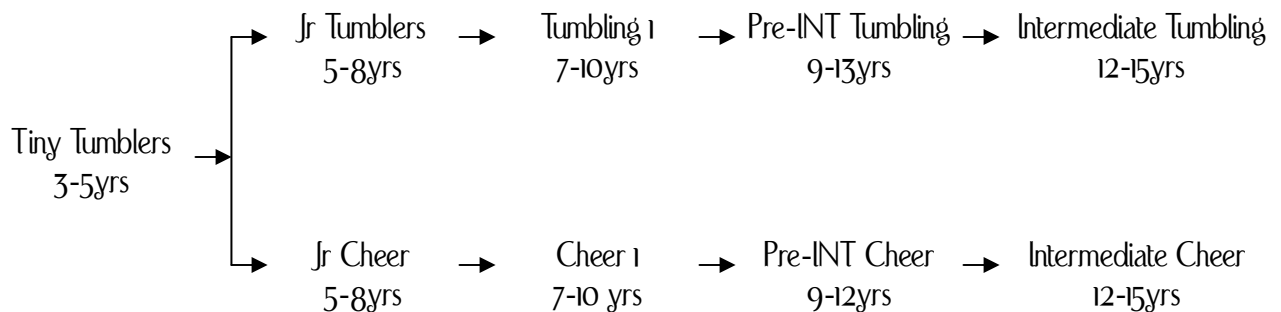 Jr Tumblers
5-8yrs
Tumbling 1
7-10yrs
Pre-INT Tumbling
9-13yrs
Intermediate Tumbling
12-15yrs
Tiny Tumblers
3-5yrs
Jr Cheer
5-8yrs
Cheer 1
7-10 yrs
Pre-INT Cheer
9-12yrs
Intermediate Cheer
12-15yrs